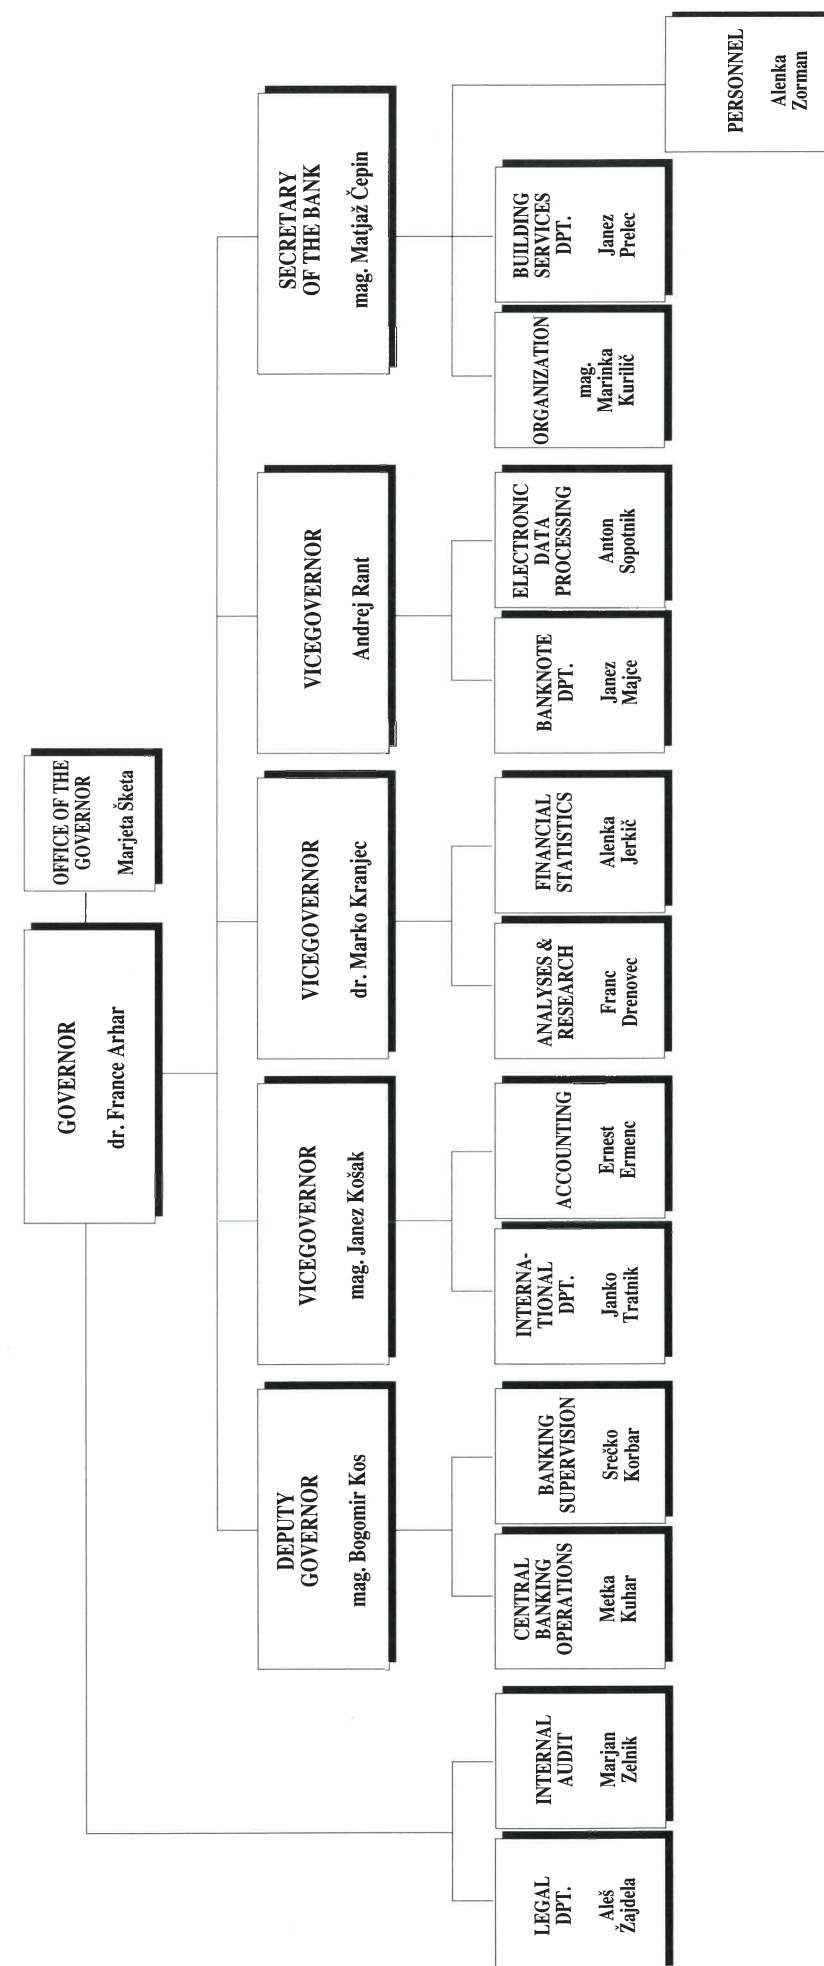 GOVERNOR
dr. France Arhar
OFFICE OF THE
GOVERNOR
Marjeta Šketa
DEPUTY
GOVERNOR
mag. Bogomir Kos
VICEGOVERNOR
mag. Janez Košak
VICEGOVERNOR
dr. Marko Kranjec
VICEGOVERNOR
Andrej Rant
SECRETARY
OF THE BANK
mag. Matjaž Čepin
LEGAL
DPT.
Aleš
Žajdela
INTERNAL
AUDIT
Marjan
Zelnik
CENTRAL
BANKING
OPERATIONS
Metka
Kuhar
BANKING
SUPERVISION
Srečko
Korbar
INTERNA-
TIONAL
DPT.
Janko
Tratnik
ACCOUNTING
Ernest
Ermenc
ANALYSES &
RESEARCH
Franc
Drenovec
FINANCIAL
STATISTICS
Alenka
Jerkič
BANKNOTE
DPT.
Janez
Majce
ELECTRONIC
DATA
PROCESSING
Anton
Sopotnik
ORGANIZATION
mag.
Marinka
Kurilič
BUILDING
SERVICES
DPT.
Janez
Prelec
PERSONNEL
Alenka
Zorman